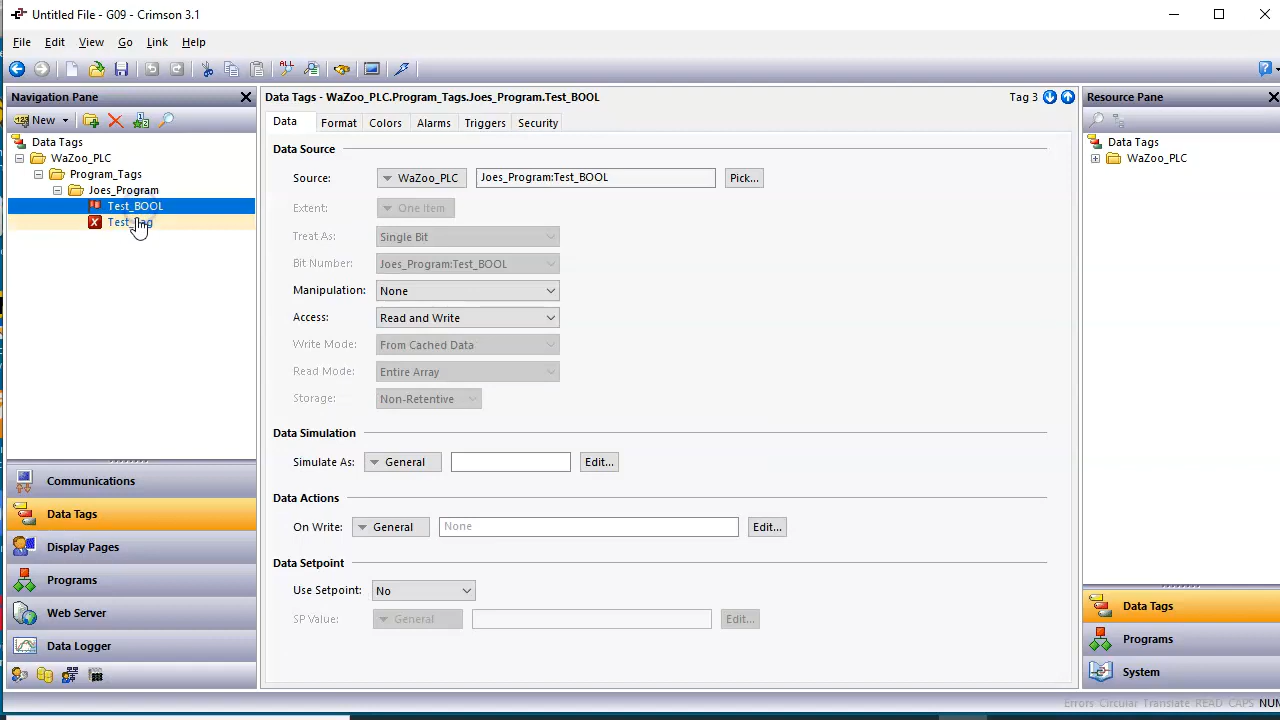 Untitled File - G09 - Crimson 3.1
File Edit View Go Link Help
Navigation Pane
New
Data Tags
WaZoo_PLC
Program_Tags
Joes_Program
Test_BOOL
Communications
Data Tags
Display Pages
Programs
Web Server
Data Logger
Data Tags - WaZoo_PLC.Program_Tags.Joes_Program.Test_BOOL
Tag 3
Data Format Colors Alarms Triggers Security
Data Source
Source: WaZoo_PLC Joes_Program:Test_BOOL Pick...
Extent: One Item
Treat As: Single Bit
Bit Number: Joes_Program:Test_BOOL
Manipulation: None
Access: Read and Write
Write Mode: From Cached Data
Read Mode: Entire Array
Storage: Non-Retentive
Data Simulation
Simulate As: General Edit...
Data Actions
On Write: General None Edit...
Data Setpoint
Use Setpoint: No
SP Value: General Edit...
Resource Pane
Data Tags
WaZoo_PLC
Data Tags
Programs
System
Errors Circular Translate READ CAPS NUM